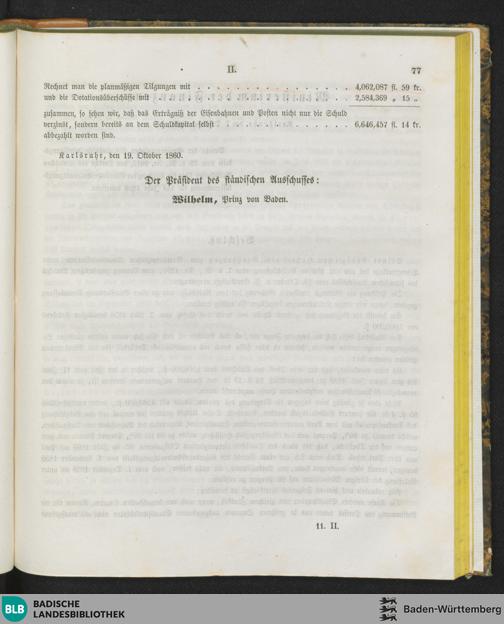 II.
77
Rechnet man die planmäßigen Tilgungen mit . . . . . . . . . . . . . . . . 4,062,087 fl. 59 kr.
und die Dotationsüberschüsse mit . . . . . . . . . . . . . . . . 2,584,369 „ 15 „
zusammen, so sehen wir, daß das Erträgniß der Eisenbahnen und Posten nicht nur die Schuld
verzinst, sondern bereits an dem Schuldkapital selbst . . . . . . . . 6,646,457 fl. 14 kr.
abbezahlt worden sind.
Karlsruhe, den 19. Oktober 1860.
Der Präsident des ständischen Ausschusses:
Wilhelm, Prinz von Baden.
11. II.
BLB BADISCHE
LANDESBIBLIOTHEK
Baden-Württemberg